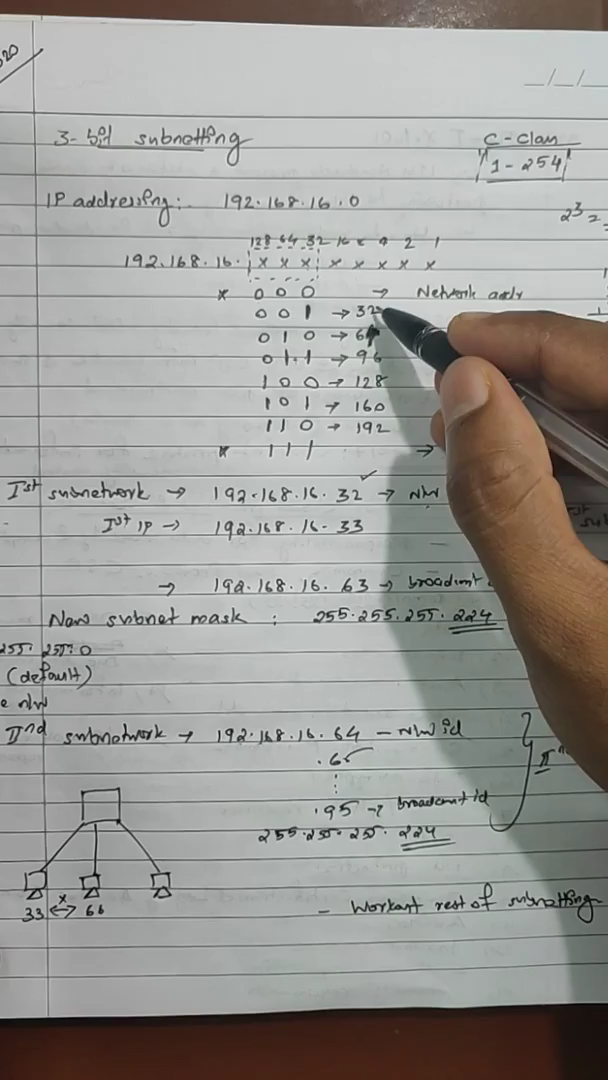 020
_/_/_
3-bit subnetting
C-Class
1-254
IP addressing: 192.168.16.0
2³ =
128 64 32 16 8 4 2 1
192.168.16. x x x x x x x x
* 0 0 0 → Network addr
0 0 1 → 32
0 1 0 → 64
0 1 1 → 96
1 0 0 → 128
1 0 1 → 160
1 1 0 → 192
* 1 1 1 →
Ist subnetwork → 192.168.16.32 → N/w
Ist IP → 192.168.16.33
→ 192.168.16.63 → broadcast
New subnet mask : 255.255.255.224
255.255.0
(default)
e n/w
IInd subnetwork → 192.168.16.64 - N/w id
.65
.95 → broadcast id
255.255.255.224
IIn
33 x 66
- Workout rest of subnetting